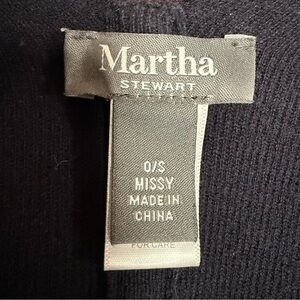 Martha
STEWART
O/S
MISSY
MADE IN
CHINA
FOR CARE